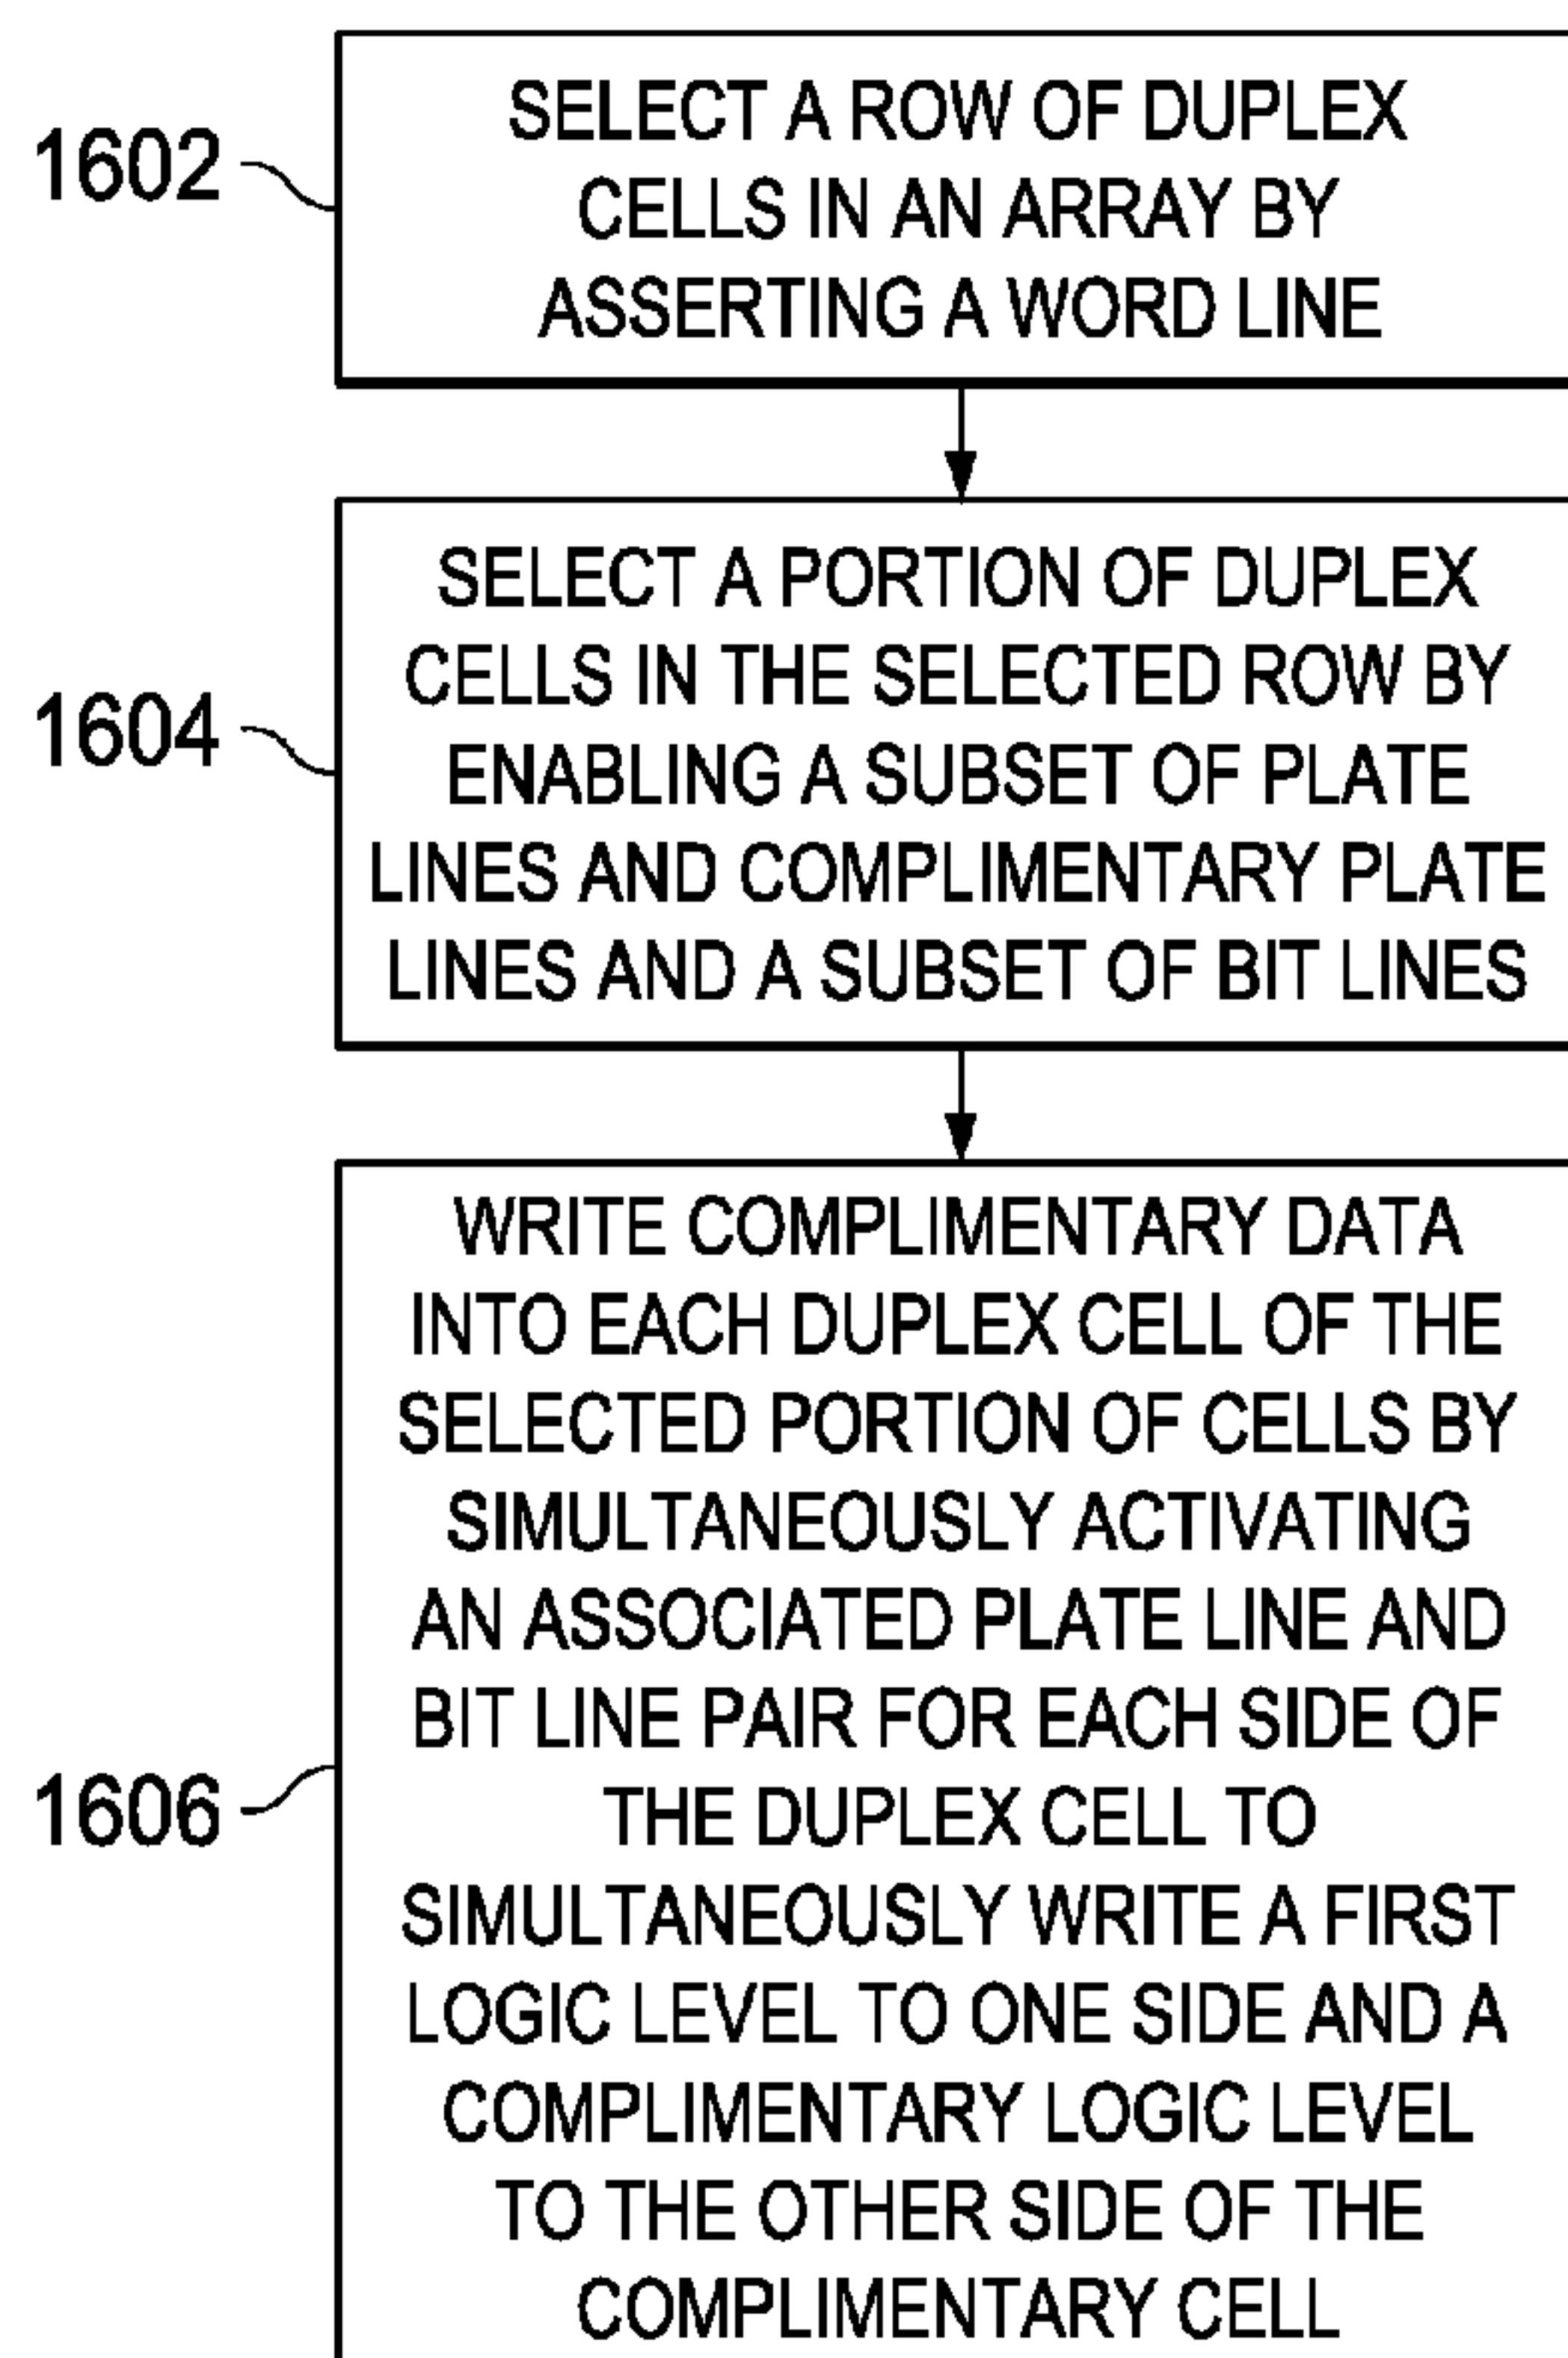 1602
SELECT A ROW OF DUPLEX
CELLS IN AN ARRAY BY
ASSERTING A WORD LINE
1604
SELECT A PORTION OF DUPLEX
CELLS IN THE SELECTED ROW BY
ENABLING A SUBSET OF PLATE
LINES AND COMPLIMENTARY PLATE
LINES AND A SUBSET OF BIT LINES
1606
WRITE COMPLIMENTARY DATA
INTO EACH DUPLEX CELL OF THE
SELECTED PORTION OF CELLS BY
SIMULTANEOUSLY ACTIVATING
AN ASSOCIATED PLATE LINE AND
BIT LINE PAIR FOR EACH SIDE OF
THE DUPLEX CELL TO
SIMULTANEOUSLY WRITE A FIRST
LOGIC LEVEL TO ONE SIDE AND A
COMPLIMENTARY LOGIC LEVEL
TO THE OTHER SIDE OF THE
COMPLIMENTARY CELL